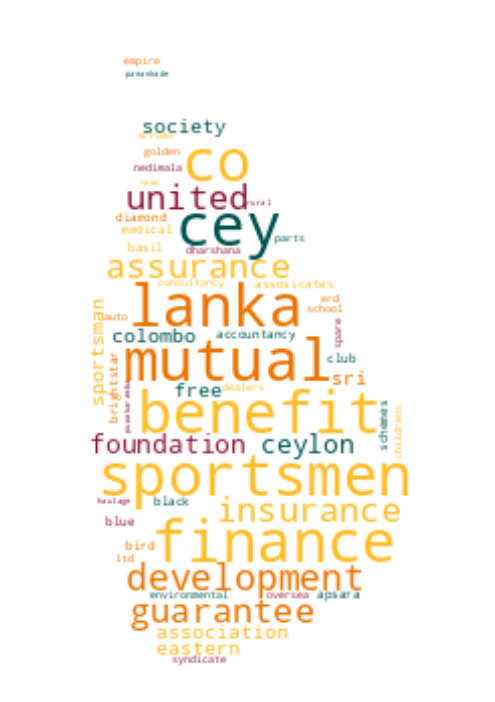 empire
society
golden
co
nedimala
united
rural
diamond
cey
medical
parts
basil
dharshana
assurance
consultancy
assosicates
lanka
erd
school
auto
sportsman
colombo
accountancy
spare
mutual
club
brightstar
sri
free
dealers
benefit
schemes
childrens
foundation
ceylon
sportsmen
haulage
black
insurance
blue
finance
bird
ltd
development
environmental
oversea
apsara
guarantee
association
eastern
syndicate